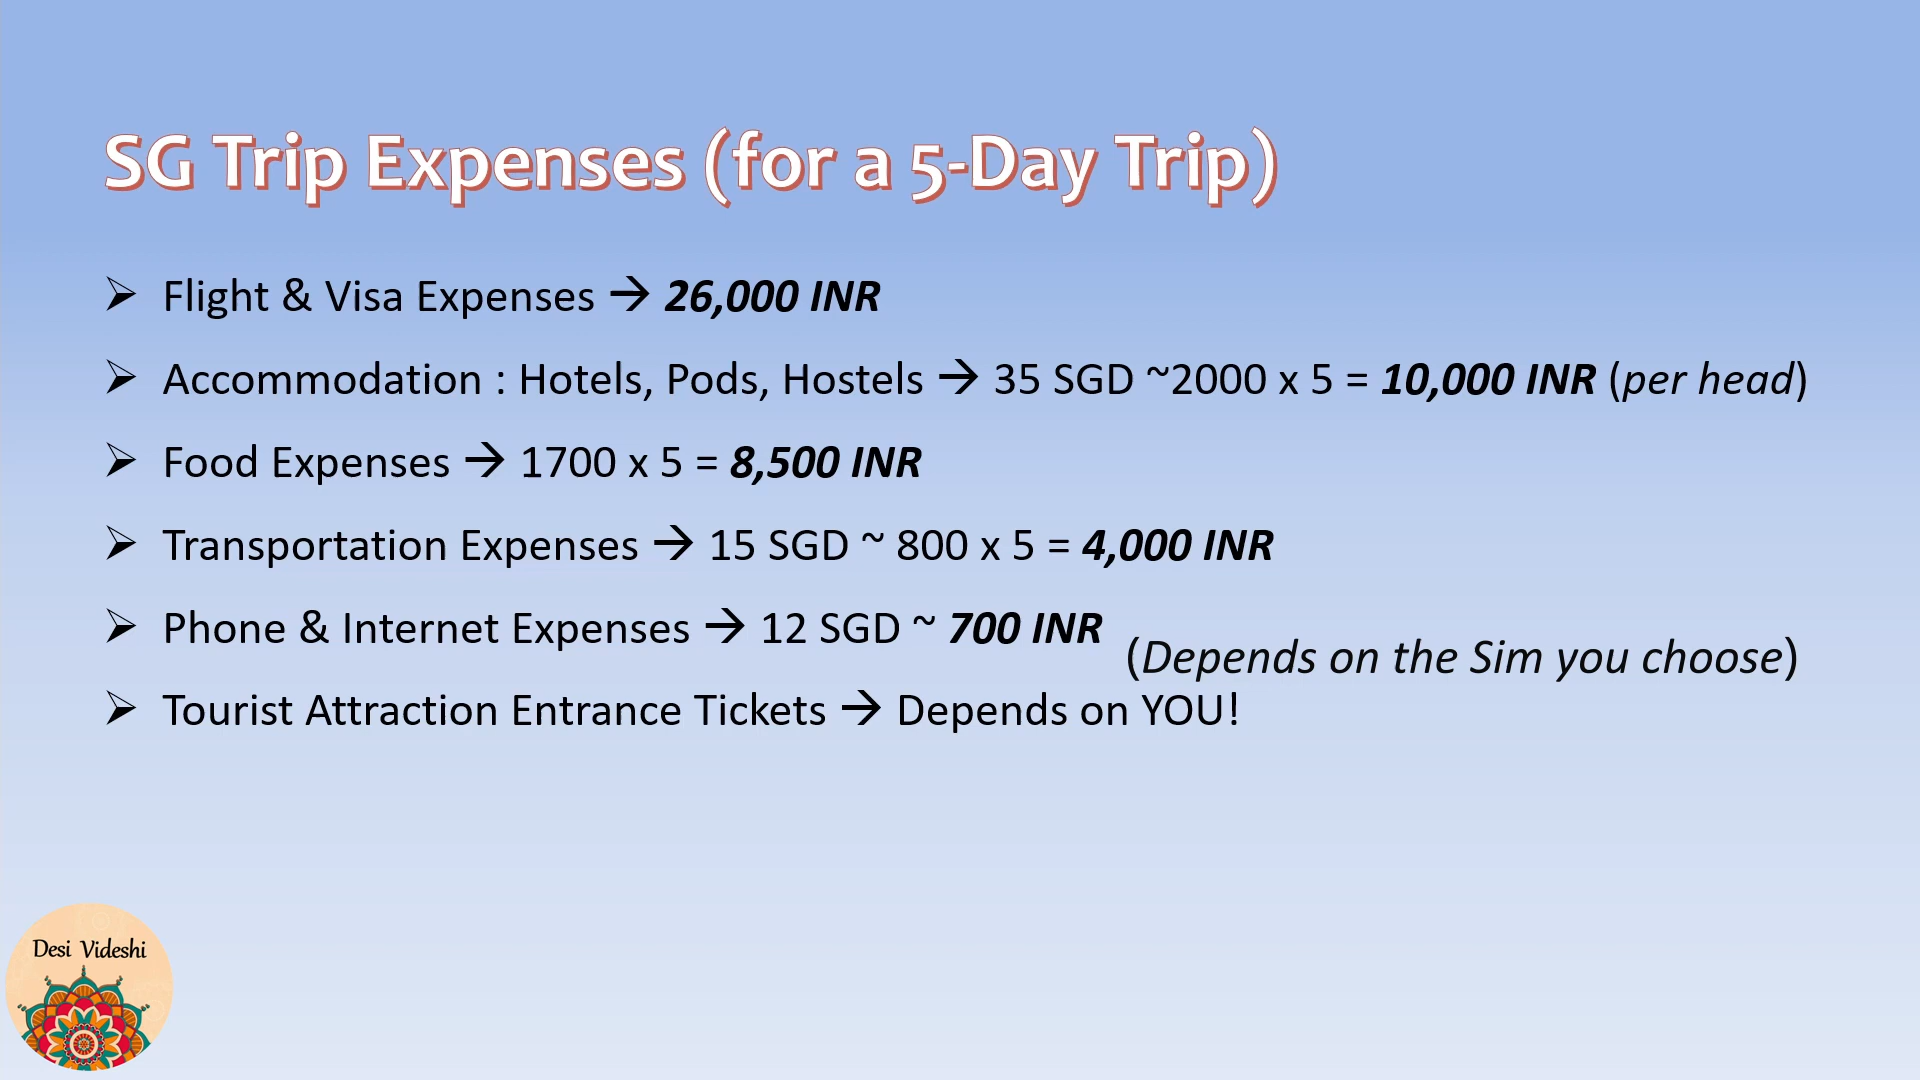 SG Trip Expenses (for a 5-Day Trip)
➢ Flight & Visa Expenses → 26,000 INR
➢ Accommodation : Hotels, Pods, Hostels → 35 SGD ~2000 x 5 = 10,000 INR (per head)
➢ Food Expenses → 1700 x 5 = 8,500 INR
➢ Transportation Expenses → 15 SGD ~ 800 x 5 = 4,000 INR
➢ Phone & Internet Expenses → 12 SGD ~ 700 INR (Depends on the Sim you choose)
➢ Tourist Attraction Entrance Tickets → Depends on YOU!
Desi Videshi